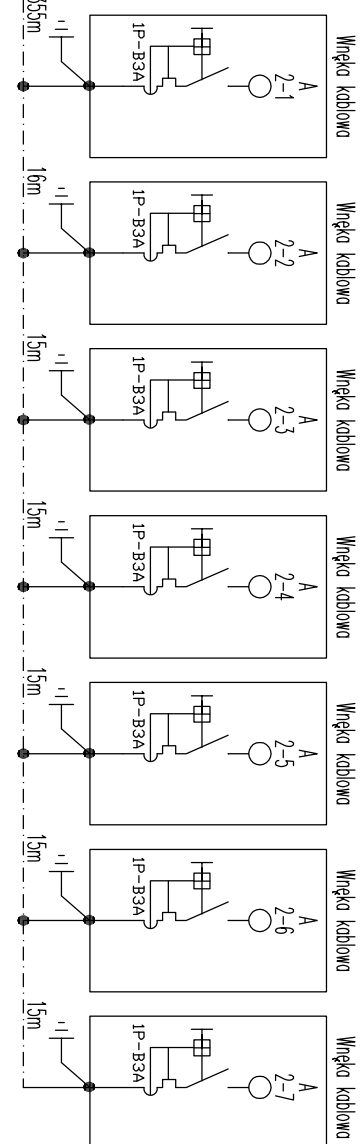 Wnęka kablowa
A
2-1
1P-B3A
355m
Wnęka kablowa
A
2-2
1P-B3A
16m
Wnęka kablowa
A
2-3
1P-B3A
15m
Wnęka kablowa
A
2-4
1P-B3A
15m
Wnęka kablowa
A
2-5
1P-B3A
15m
Wnęka kablowa
A
2-6
1P-B3A
15m
Wnęka kablowa
A
2-7
1P-B3A
15m